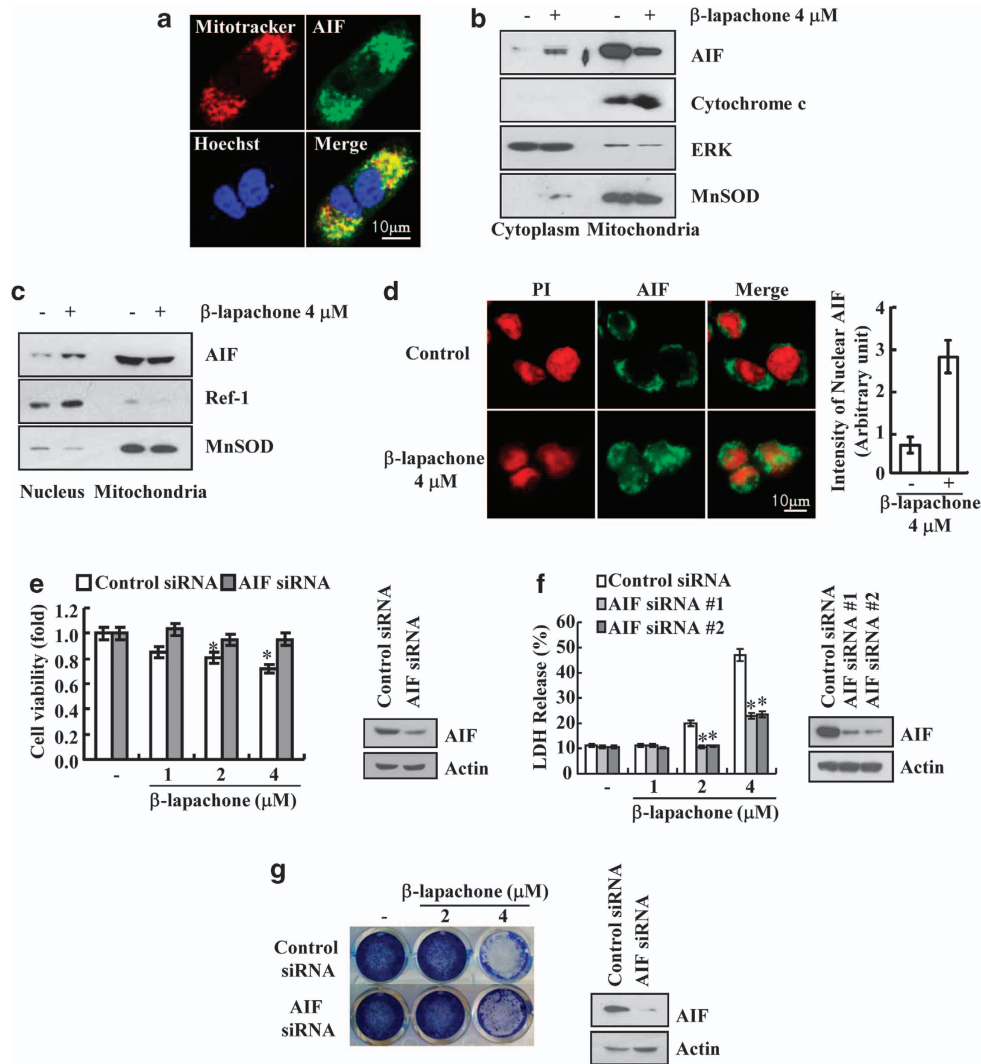 a
Mitotracker
AIF
Hoechst
Merge
10μm
b
- + - + β-lapachone 4 μM
AIF
Cytochrome c
ERK
MnSOD
Cytoplasm Mitochondria
c
- + - + β-lapachone 4 μM
AIF
Ref-1
MnSOD
Nucleus Mitochondria
d
PI AIF Merge
Control
β-lapachone
4 μM
10μm
Intensity of Nuclear AIF
(Arbitrary unit)
4
3
2
1
0
- +
β-lapachone
4 μM
e
Control siRNA AIF siRNA
Cell viability (fold)
1.2
1.0
0.8
0.6
0.4
0.2
0.0
* *
- 1 2 4
β-lapachone (μM)
Control siRNA
AIF siRNA
AIF
Actin
f
Control siRNA
AIF siRNA #1
AIF siRNA #2
LDH Release (%)
60
50
40
30
20
10
0
** **
- 1 2 4
β-lapachone (μM)
Control siRNA
AIF siRNA #1
AIF siRNA #2
AIF
Actin
g
β-lapachone (μM)
- 2 4
Control
siRNA
AIF
siRNA
Control siRNA
AIF siRNA
AIF
Actin